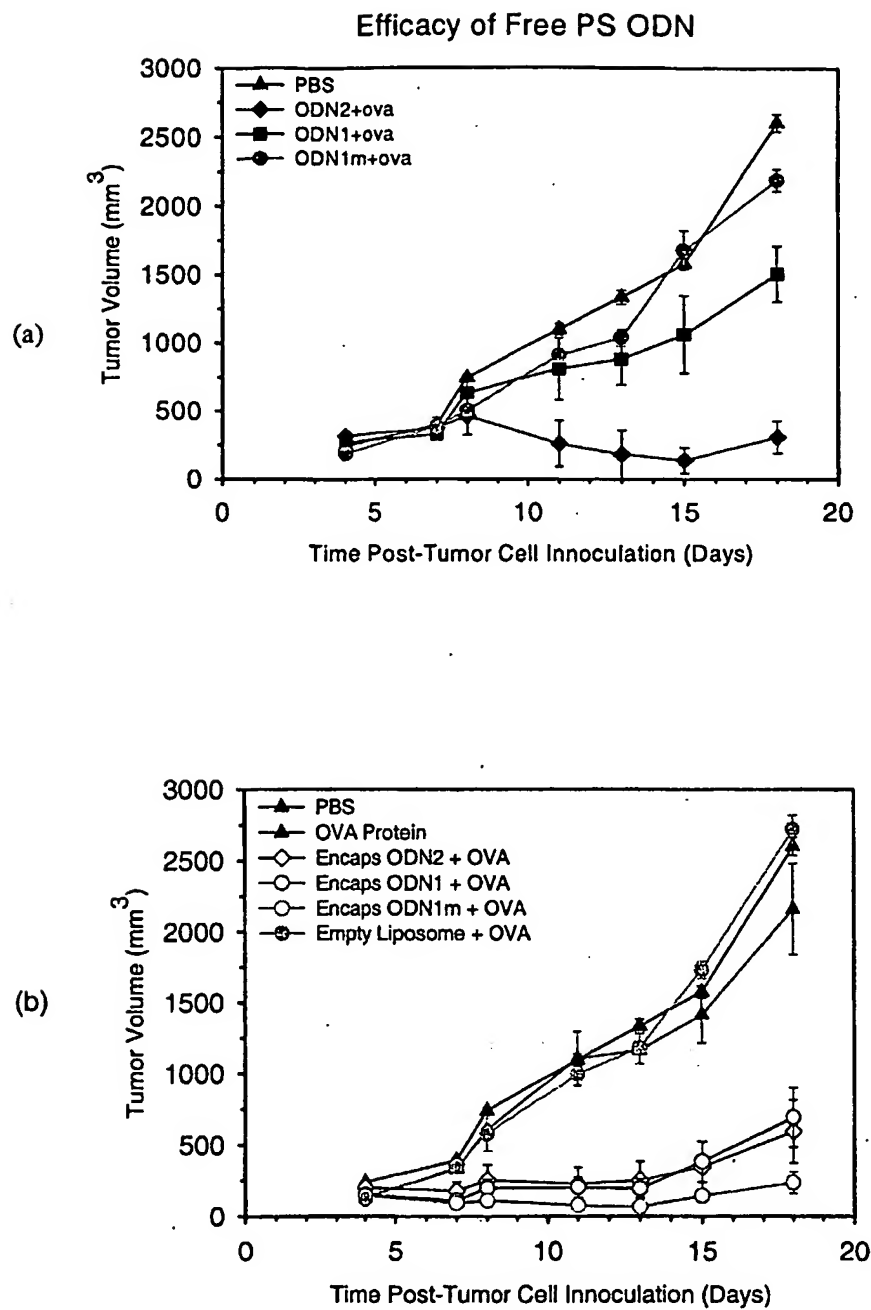 Efficacy of Free PS ODN
(a)
Tumor Volume (mm3)
3000
2500
2000
1500
1000
500
0
PBS
ODN2+ova
ODN1+ova
ODN1m+ova
0 5 10 15 20
Time Post-Tumor Cell Innoculation (Days)
(b)
Tumor Volume (mm3)
3000
2500
2000
1500
1000
500
0
PBS
OVA Protein
Encaps ODN2 + OVA
Encaps ODN1 + OVA
Encaps ODN1m + OVA
Empty Liposome + OVA
0 5 10 15 20
Time Post-Tumor Cell Innoculation (Days)